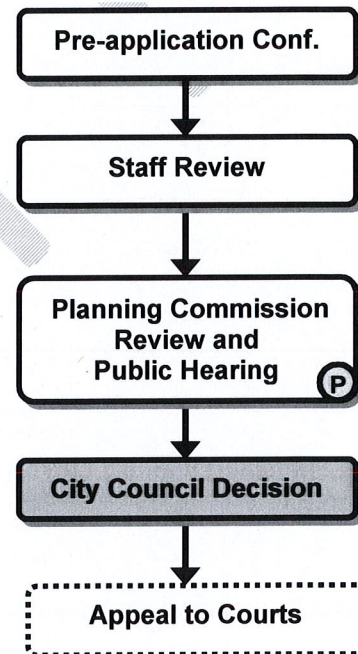 Pre-application Conf.
Staff Review
Planning Commission
Review and
Public Hearing
P
City Council Decision
Appeal to Courts